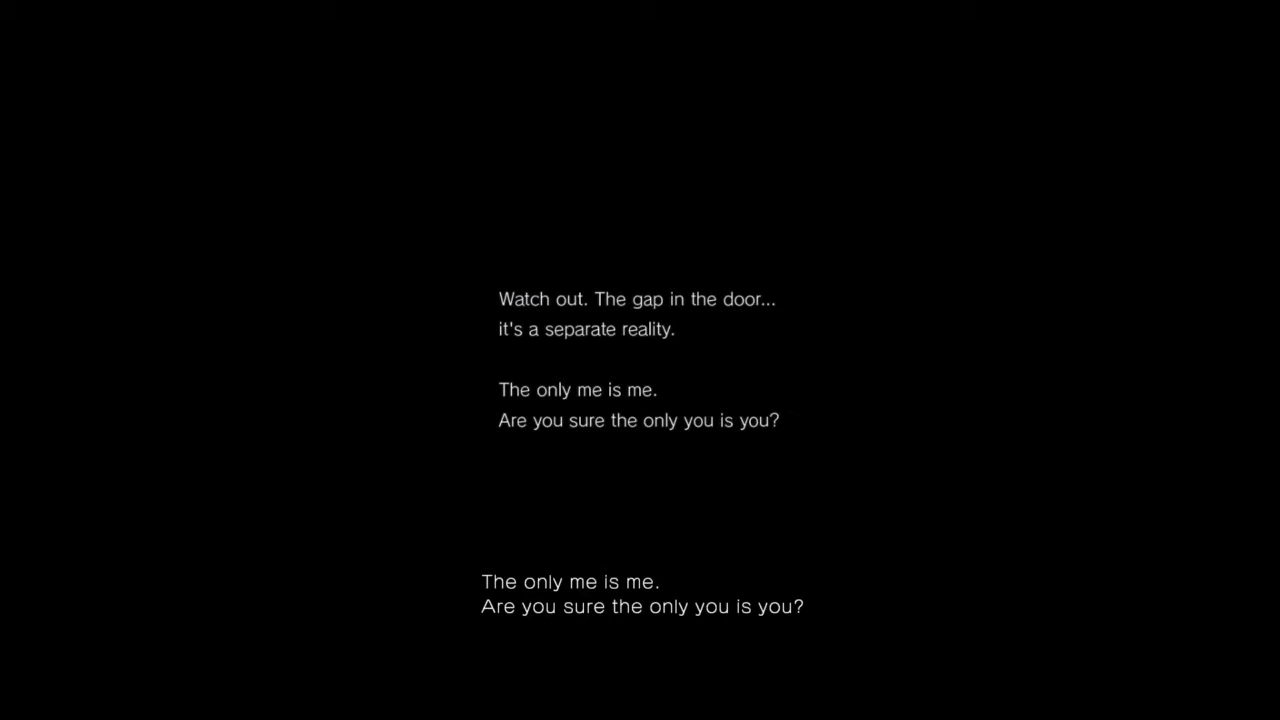 Watch out. The gap in the door...
it's a separate reality.
The only me is me.
Are you sure the only you is you?
The only me is me.
Are you sure the only you is you?